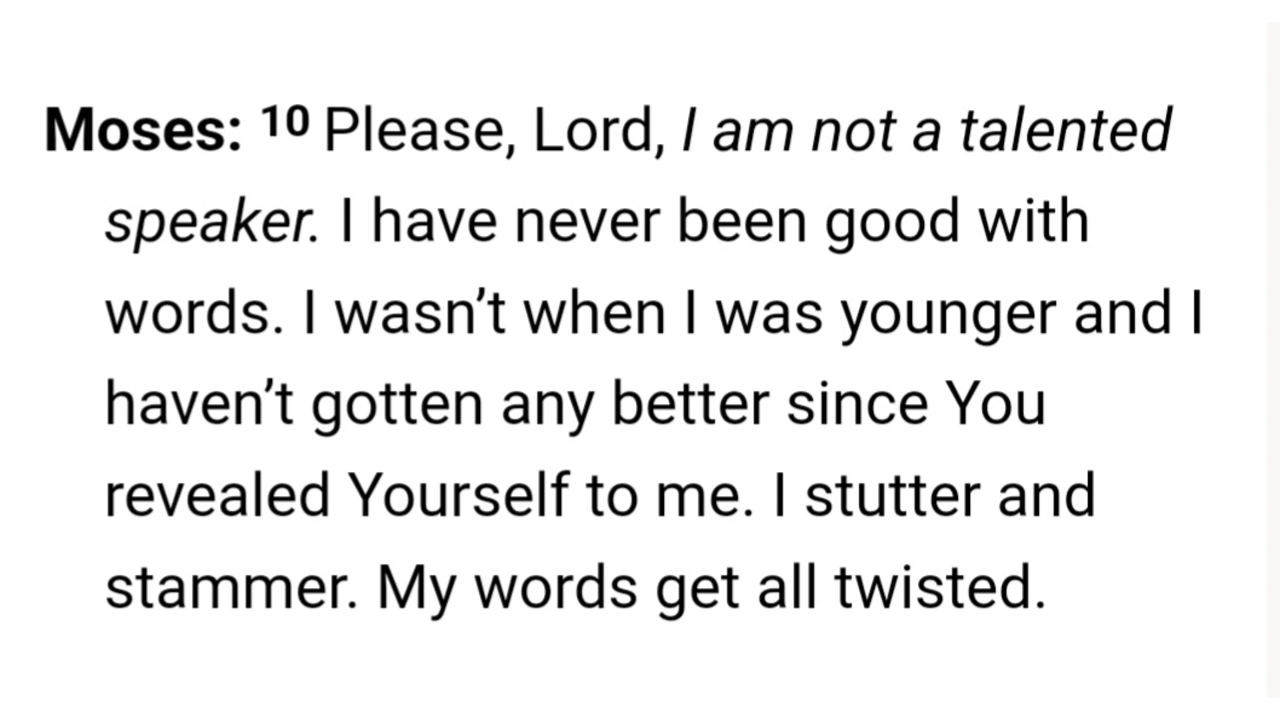 Moses: 10 Please, Lord, I am not a talented
speaker. I have never been good with
words. I wasn’t when I was younger and I
haven’t gotten any better since You
revealed Yourself to me. I stutter and
stammer. My words get all twisted.